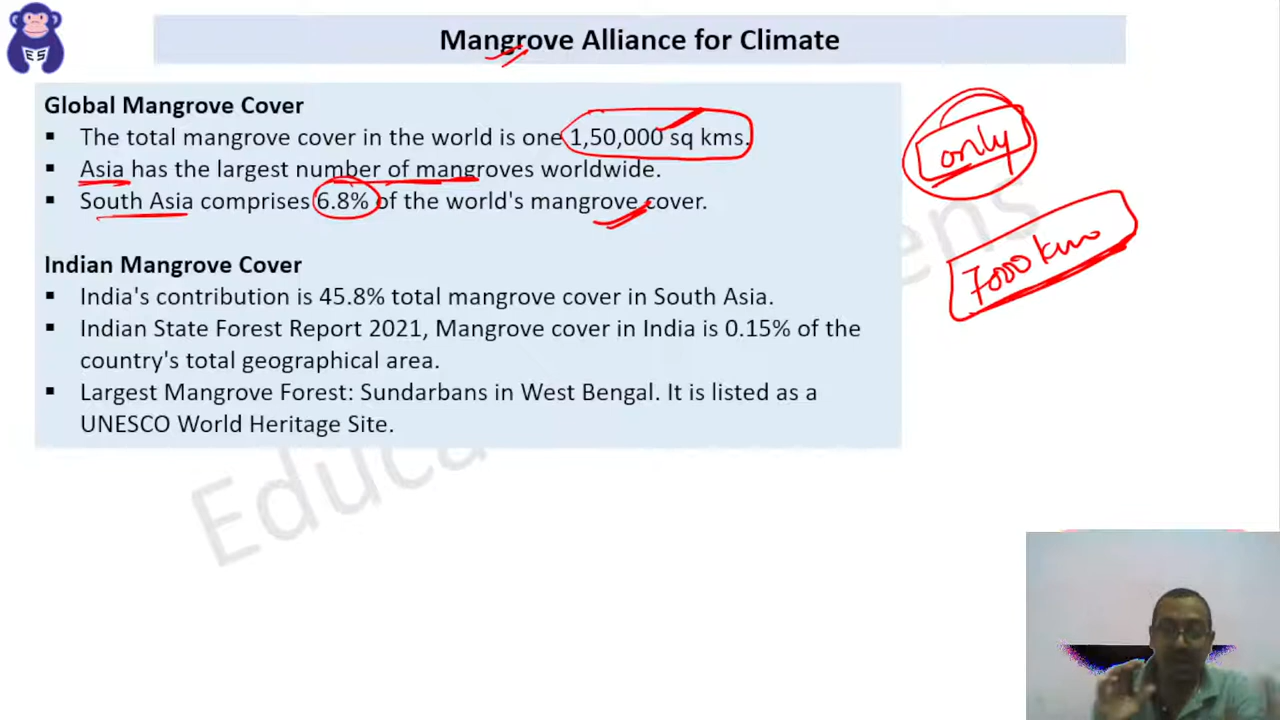 Mangrove Alliance for Climate
Global Mangrove Cover
▪ The total mangrove cover in the world is one 1,50,000 sq kms.
▪ Asia has the largest number of mangroves worldwide.
▪ South Asia comprises 6.8% of the world's mangrove cover.
only
7000 kms
Indian Mangrove Cover
▪ India's contribution is 45.8% total mangrove cover in South Asia.
▪ Indian State Forest Report 2021, Mangrove cover in India is 0.15% of the
country's total geographical area.
▪ Largest Mangrove Forest: Sundarbans in West Bengal. It is listed as a
UNESCO World Heritage Site.